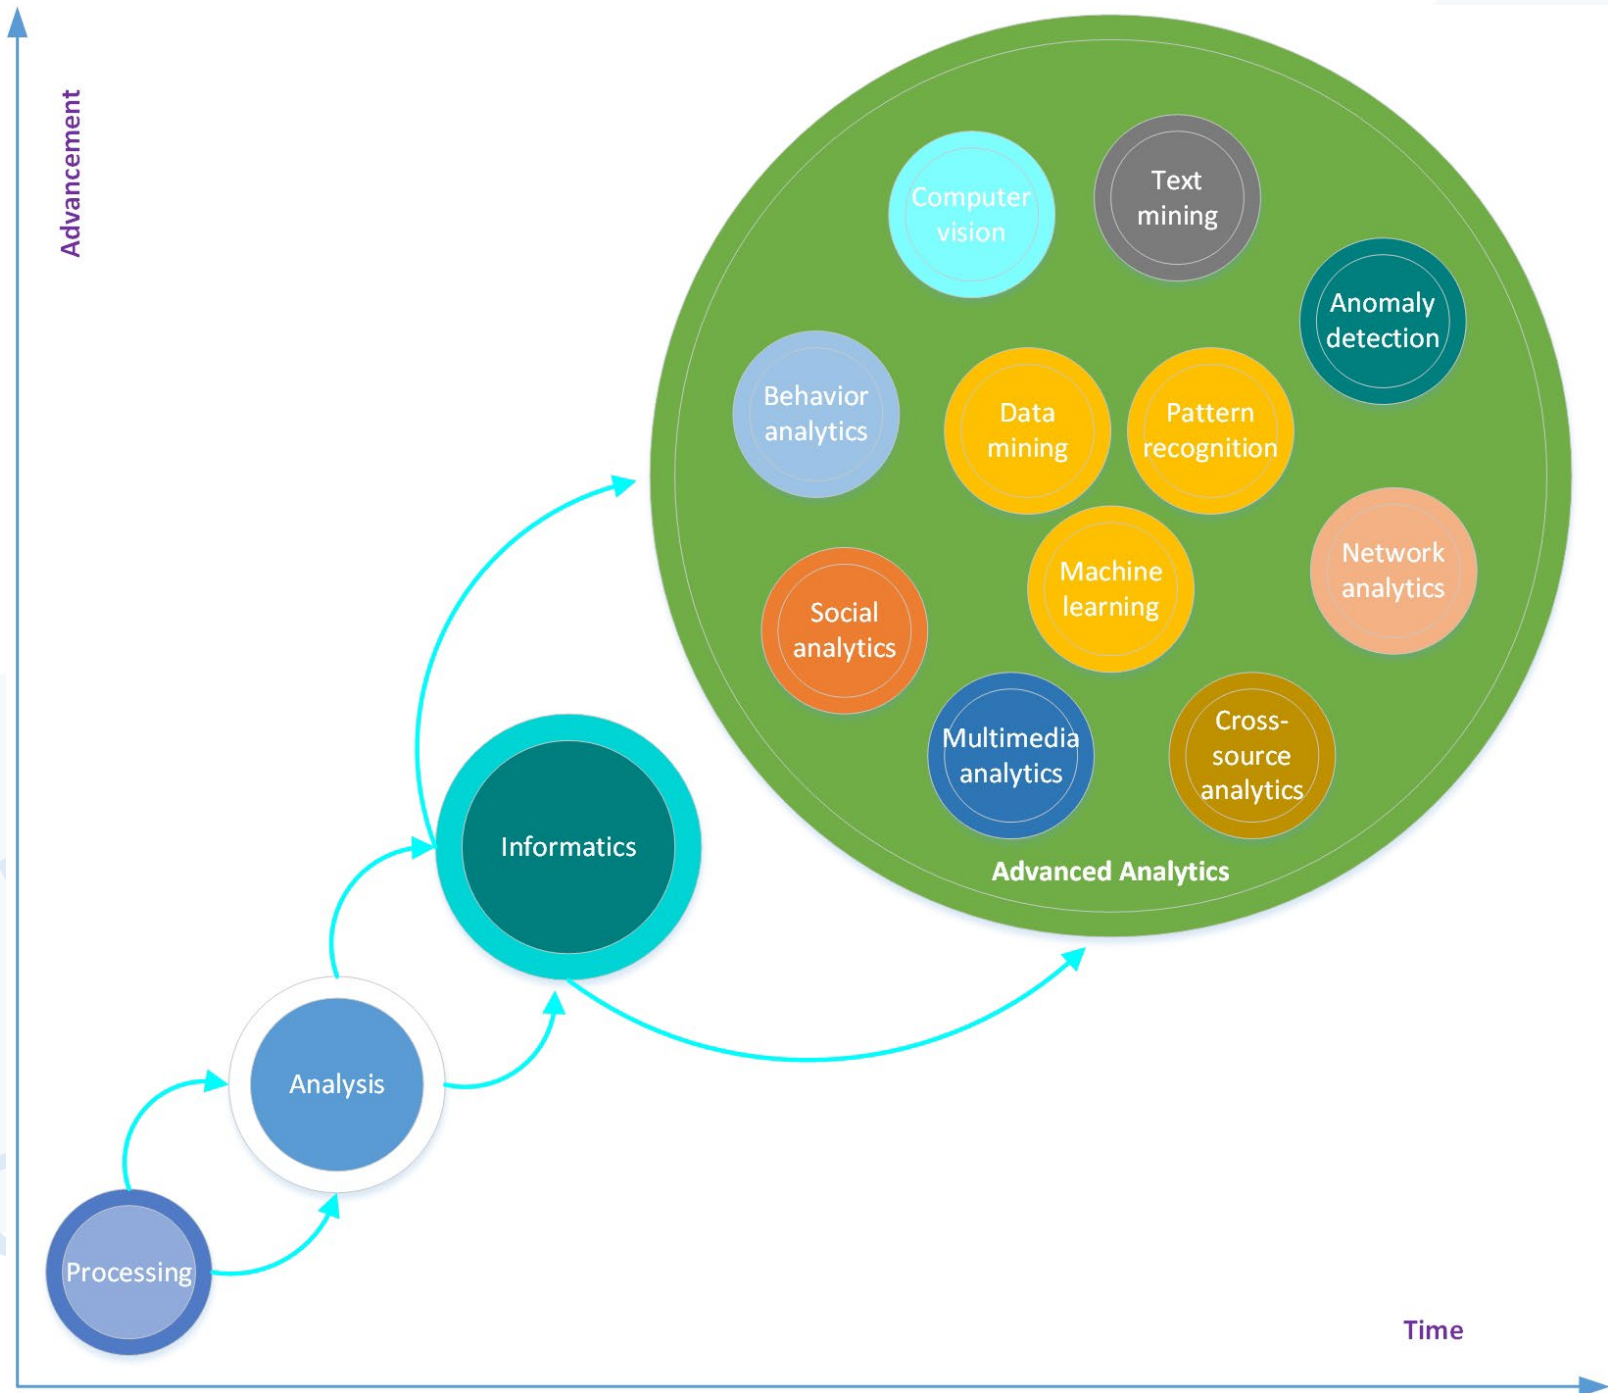 Advancement
Computer
vision
Text
mining
Anomaly
detection
Behavior
analytics
Data
mining
Pattern
recognition
Network
analytics
Machine
learning
Social
analytics
Multimedia
analytics
Cross-
source
analytics
Advanced Analytics
Informatics
Analysis
Processing
Time